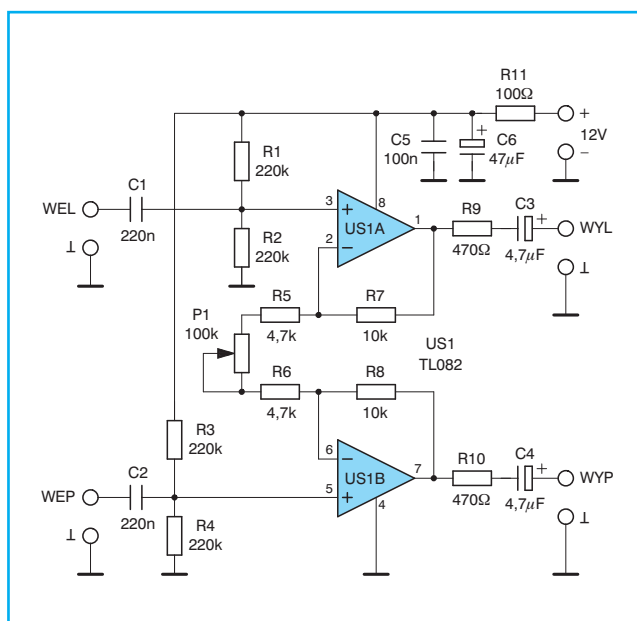 R11
100Ω
+
12V
−
C5
100n
+
C6
47µF
R1
220k
C1
WEL
220n
⊥
R2
220k
3
+
8
US1A
1
2
−
R9
470Ω
C3
+
4,7µF
WYL
⊥
R5
4,7k
R7
10k
P1
100k
US1
TL082
R6
4,7k
R8
10k
R3
220k
C2
WEP
220n
⊥
R4
220k
6
−
US1B
7
5
+
4
R10
470Ω
C4
+
4,7µF
WYP
⊥